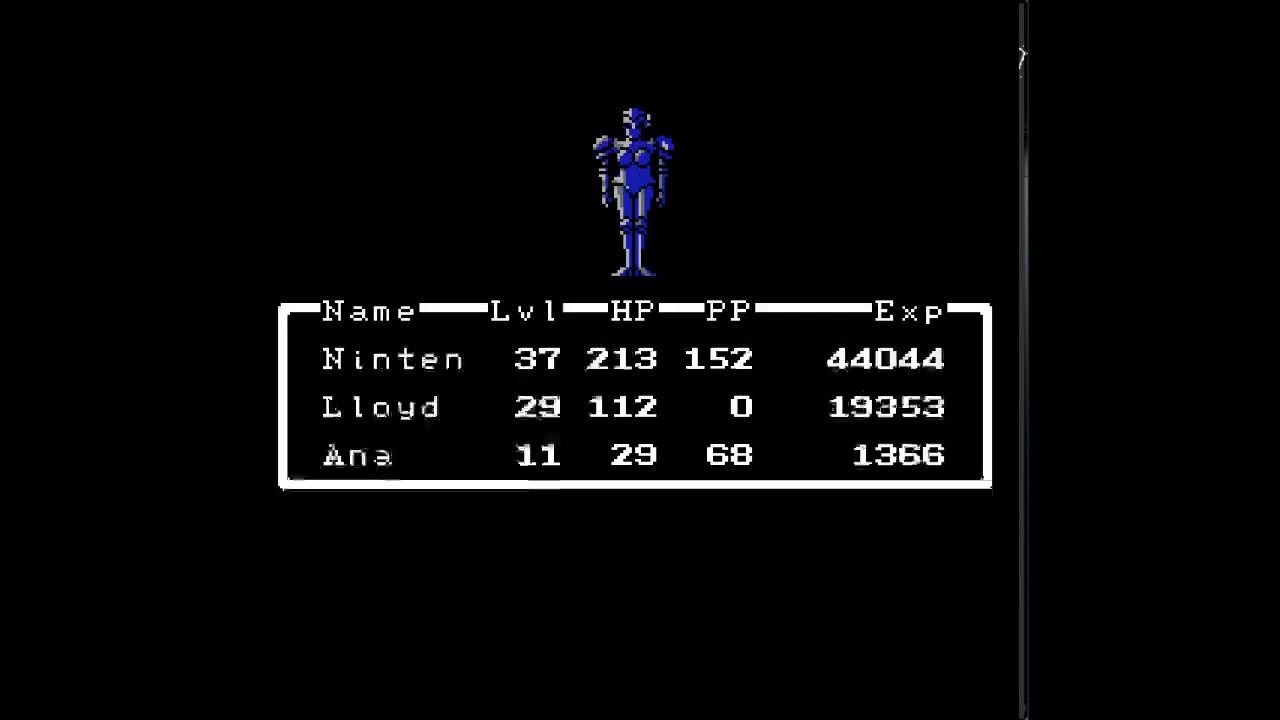 Name Lvl HP PP Exp
Ninten 37 213 152 44044
Lloyd 29 112 0 19353
Ana 11 29 68 1366